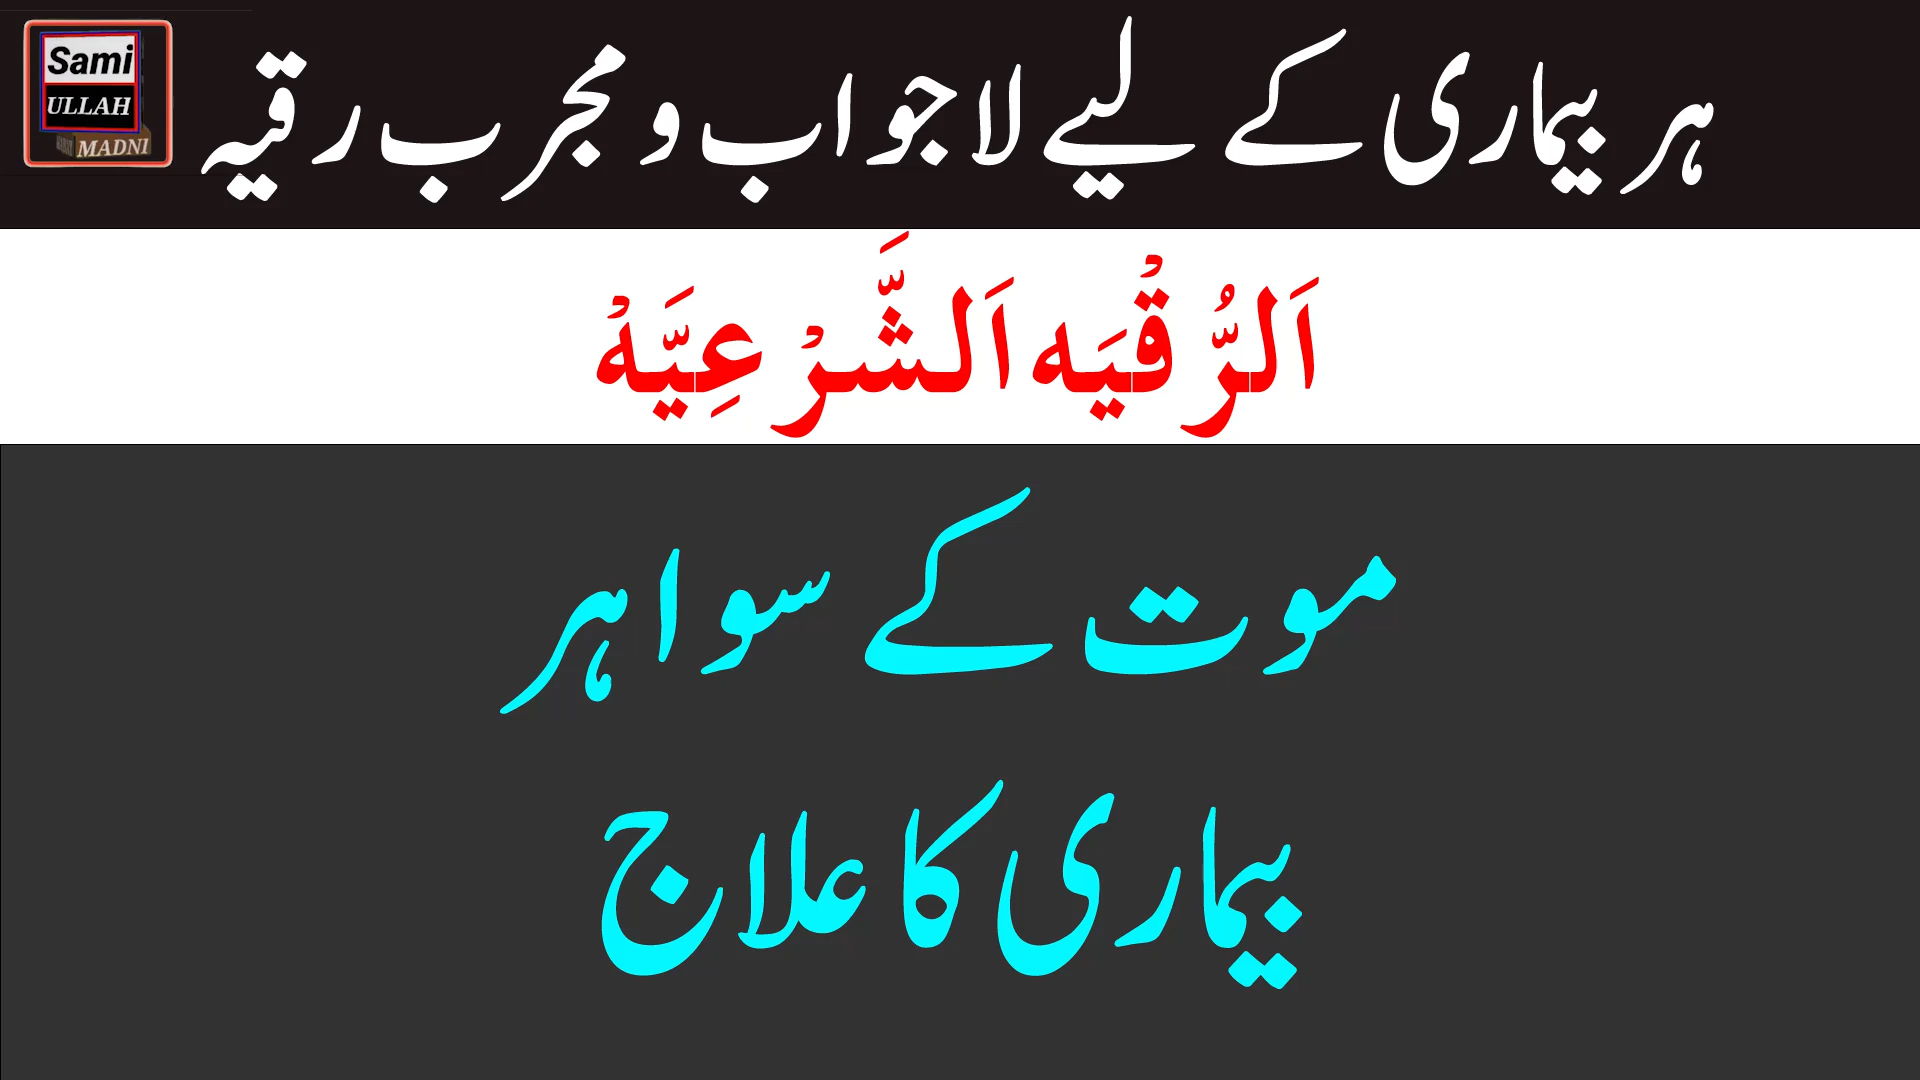 Sami
ULLAH
MADNI
ہر بیماری کے لیے لاجواب و مجرب رقیہ
اَلرُّقْیَہ اَلشَّرْعِیَّہْ
موت کے سوا ہر
بیماری کا علاج